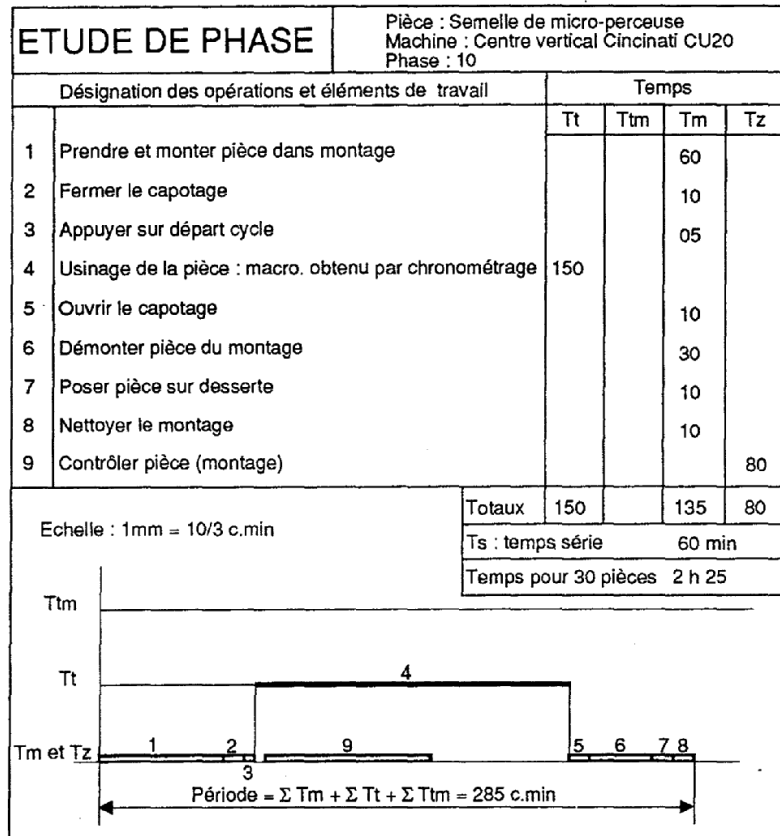 ETUDE DE PHASE
Pièce : Semelle de micro-perceuse
Machine : Centre vertical Cincinati CU20
Phase : 10
Désignation des opérations et éléments de travail Temps
Tt Ttm Tm Tz
1 Prendre et monter pièce dans montage 60
2 Fermer le capotage 10
3 Appuyer sur départ cycle 05
4 Usinage de la pièce : macro. obtenu par chronométrage 150
5 Ouvrir le capotage 10
6 Démonter pièce du montage 30
7 Poser pièce sur desserte 10
8 Nettoyer le montage 10
9 Contrôler pièce (montage) 80
Totaux 150 135 80
Echelle : 1mm = 10/3 c.min
Ts : temps série 60 min
Temps pour 30 pièces 2 h 25
Ttm
Tt 4
Tm et Tz 1 2 9 5 6 7 8
3
Période = Σ Tm + Σ Tt + Σ Ttm = 285 c.min